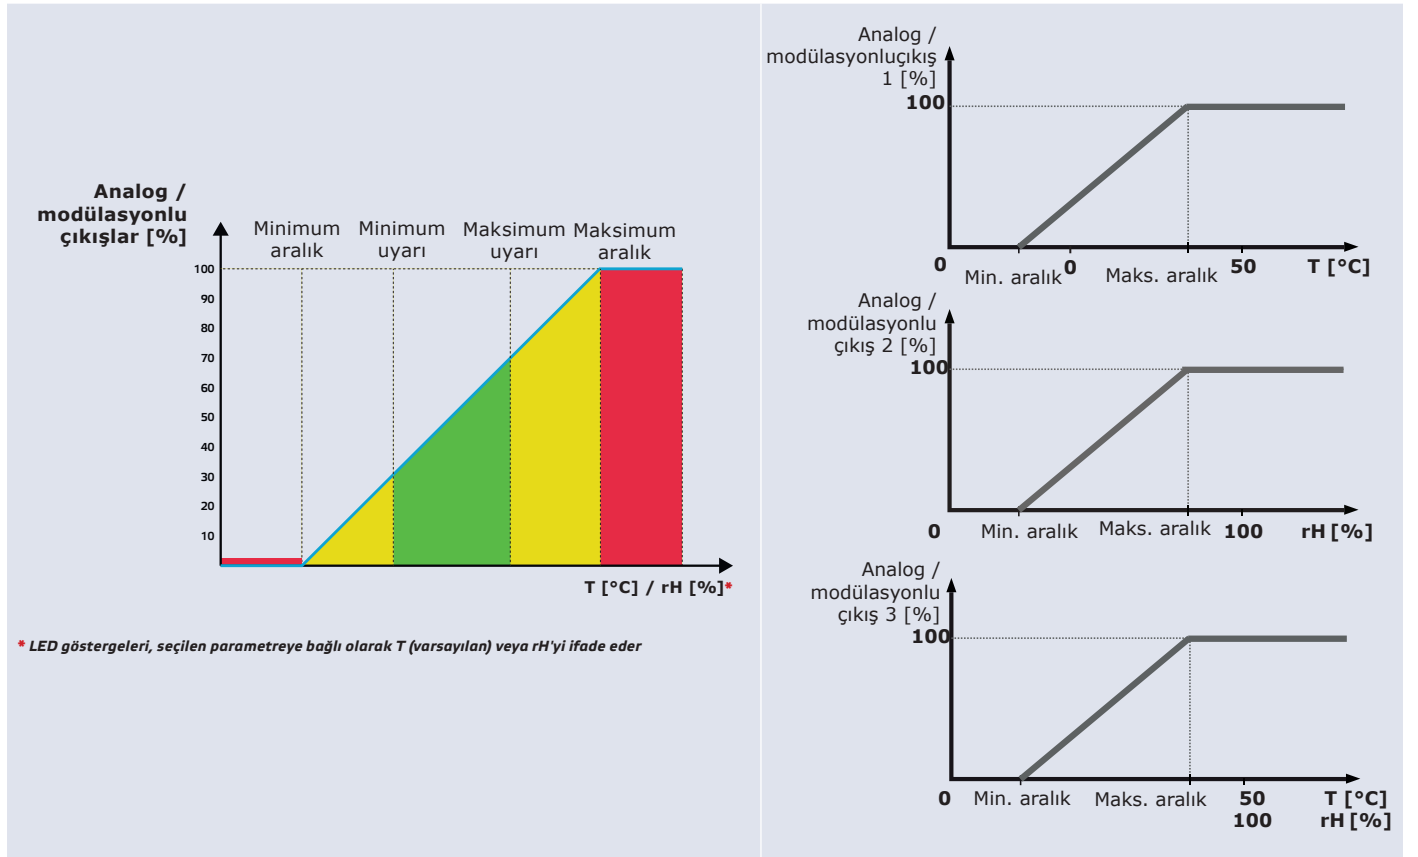 Analog /
modülasyonlu
çıkışlar [%]
Minimum
aralık
Minimum
uyarı
Maksimum
uyarı
Maksimum
aralık
100
90
80
70
60
50
40
30
20
10
T [°C] / rH [%]*
* LED göstergeleri, seçilen parametreye bağlı olarak T (varsayılan) veya rH'yi ifade eder
Analog /
modülasyonluçıkış
1 [%]
100
0
Min. aralık
0
Maks. aralık
50
T [°C]
Analog /
modülasyonlu
çıkış 2 [%]
100
0
Min. aralık
Maks. aralık
100
rH [%]
Analog /
modülasyonlu
çıkış 3 [%]
100
0
Min. aralık
Maks. aralık
50
T [°C]
100
rH [%]